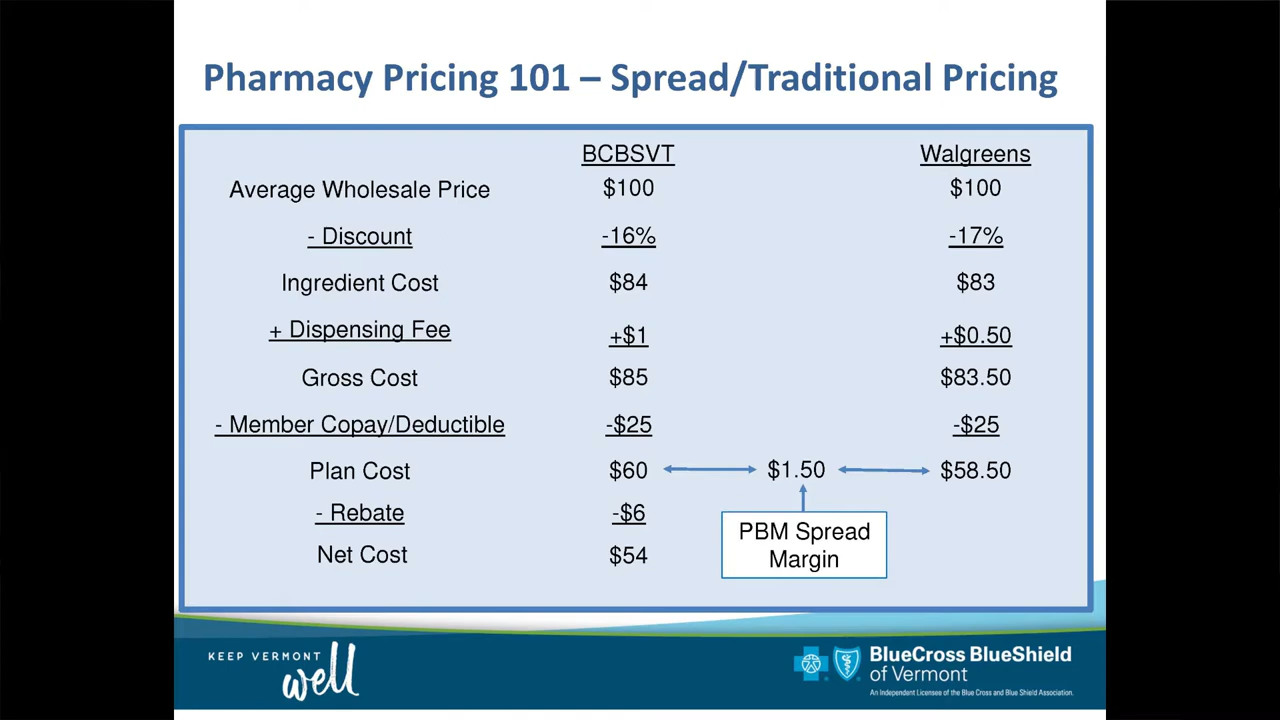 Pharmacy Pricing 101 – Spread/Traditional Pricing
BCBSVT Walgreens
Average Wholesale Price $100 $100
- Discount -16% -17%
Ingredient Cost $84 $83
+ Dispensing Fee +$1 +$0.50
Gross Cost $85 $83.50
- Member Copay/Deductible -$25 -$25
Plan Cost $60 $1.50 $58.50
- Rebate -$6
PBM Spread
Margin
Net Cost $54
KEEP VERMONT
well
BlueCross BlueShield
of Vermont
An Independent Licensee of the Blue Cross and Blue Shield Association.